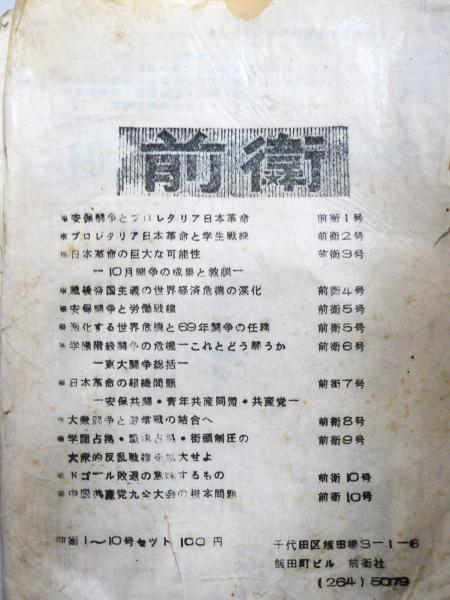 前衛
※安保闘争とプロレタリア日本革命 前衛1号
※プロレタリア日本革命と学生戦線 前衛2号
※日本革命の巨大な可能性 前衛3号
―10月闘争の成果と教訓―
※戦後帝国主義の世界経済危機の深化 前衛4号
※安保闘争と労働戦線 前衛5号
※激化する世界危機と69年闘争の任務 前衛5号
※学園階級闘争の危機―これとどう闘うか 前衛6号
―東大闘争総括―
※日本革命の組織問題 前衛7号
―安保共闘・青年共産同盟・共産党―
※大衆闘争と遊撃戦の結合へ 前衛8号
※学園占拠・職場占拠・街頭制圧の 前衛9号
大衆的反乱戦線を拡大せよ
※ドゴール敗退の意味するもの 前衛10号
※中国共産党九全大会の根本問題 前衛10号
前衛1～10号セット 100円
千代田区飯田橋3-1-6
飯田町ビル 前衛社
(264) 5079